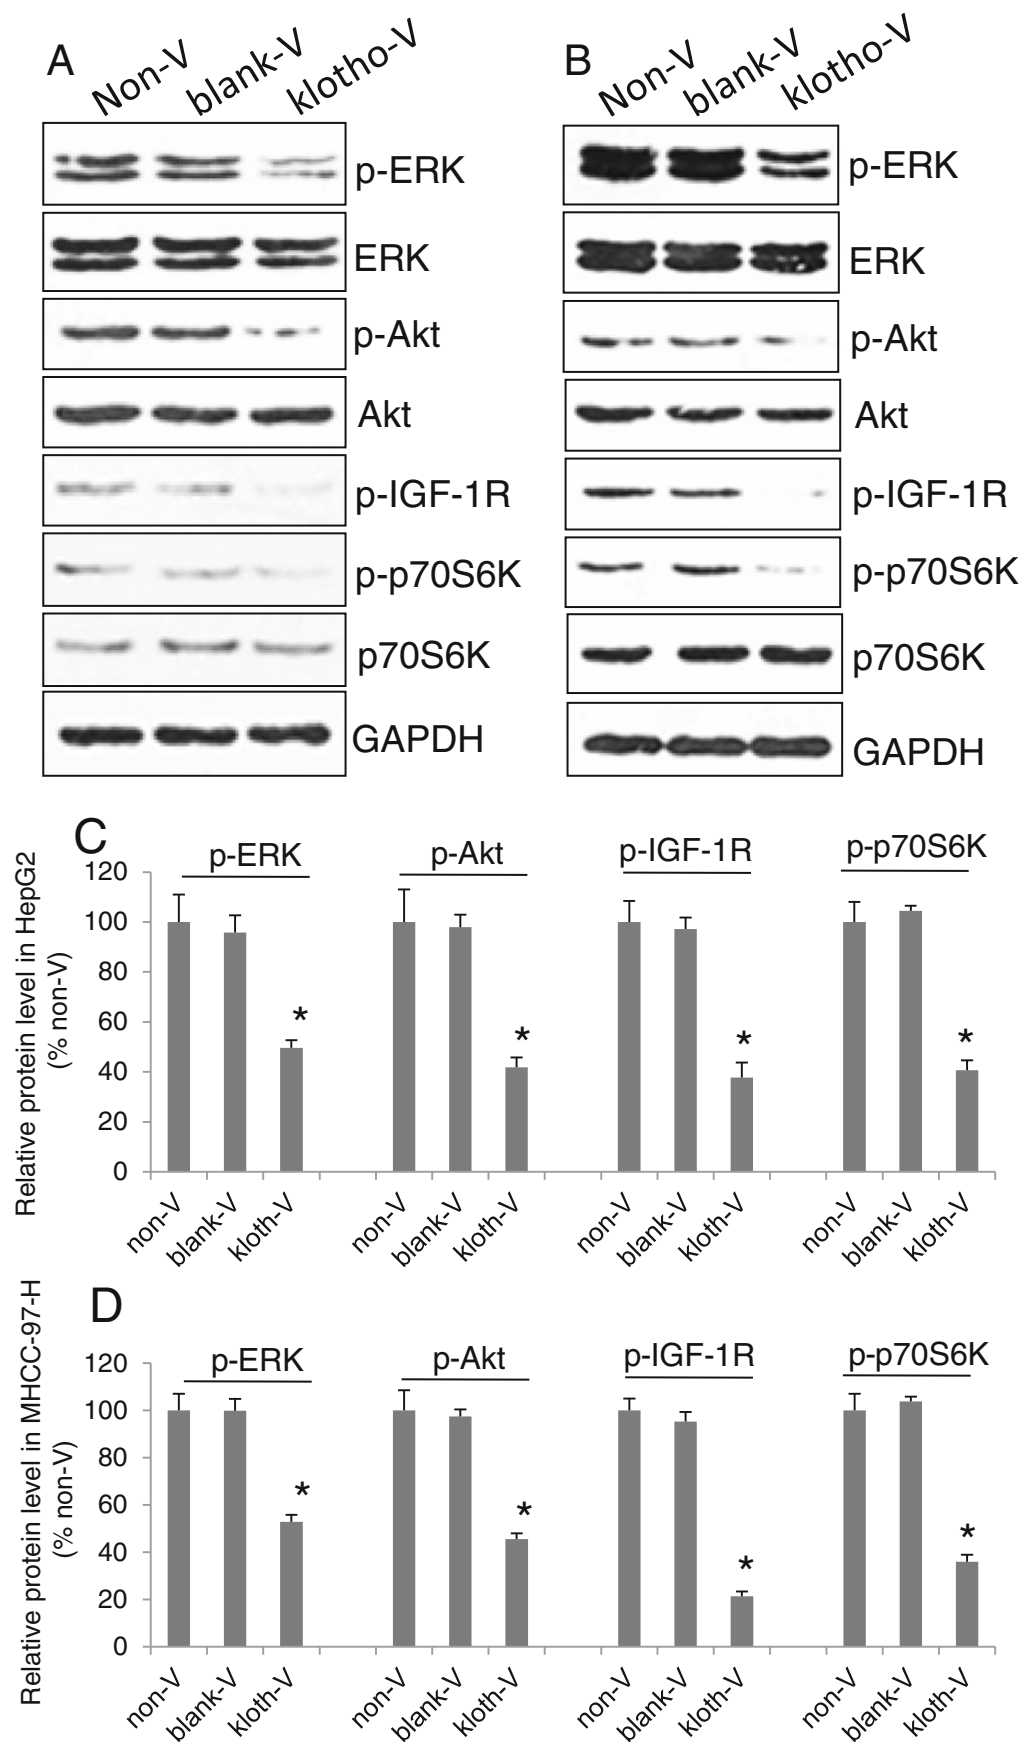 A
Non-V blank-V klotho-V
p-ERK
ERK
p-Akt
Akt
p-IGF-1R
p-p70S6K
p70S6K
GAPDH
B
Non-V blank-V klotho-V
p-ERK
ERK
p-Akt
Akt
p-IGF-1R
p-p70S6K
p70S6K
GAPDH
C
Relative protein level in HepG2
(% non-V)
120
100
80
60
40
20
0
p-ERK p-Akt p-IGF-1R p-p70S6K
* * * *
non-V blank-V kloth-V non-V blank-V kloth-V non-V blank-V kloth-V non-V blank-V kloth-V
D
Relative protein level in MHCC-97-H
(% non-V)
120
100
80
60
40
20
0
p-ERK p-Akt p-IGF-1R p-p70S6K
* * * *
non-V blank-V kloth-V non-V blank-V kloth-V non-V blank-V kloth-V non-V blank-V kloth-V